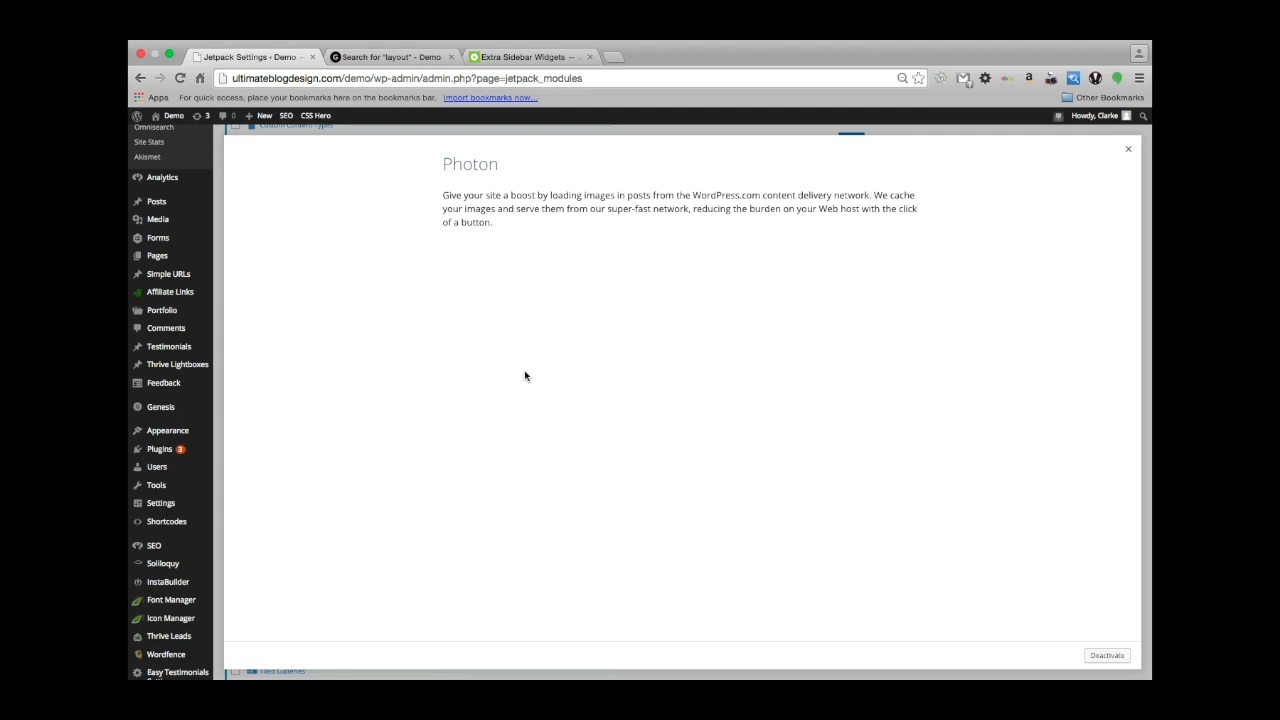 Jetpack Settings • Demo —
Search for "layout" – Demo
Extra Sidebar Widgets —
ultimateblogdesign.com/demo/wp-admin/admin.php?page=jetpack_modules
Apps
For quick access, place your bookmarks here on the bookmarks bar.
Import bookmarks now...
Other Bookmarks
Demo
3
0
New
SEO
CSS Hero
Howdy, Clarke
Custom Content Types
Omnisearch
Site Stats
Akismet
Analytics
Posts
Media
Forms
Pages
Simple URLs
Affiliate Links
Portfolio
Comments
Testimonials
Thrive Lightboxes
Feedback
Genesis
Appearance
Plugins 3
Users
Tools
Settings
Shortcodes
SEO
Soliloquy
InstaBuilder
Font Manager
Icon Manager
Thrive Leads
Wordfence
Easy Testimonials
Photon
Give your site a boost by loading images in posts from the WordPress.com content delivery network. We cache
your images and serve them from our super-fast network, reducing the burden on your Web host with the click
of a button.
Deactivate
Tiled Galleries